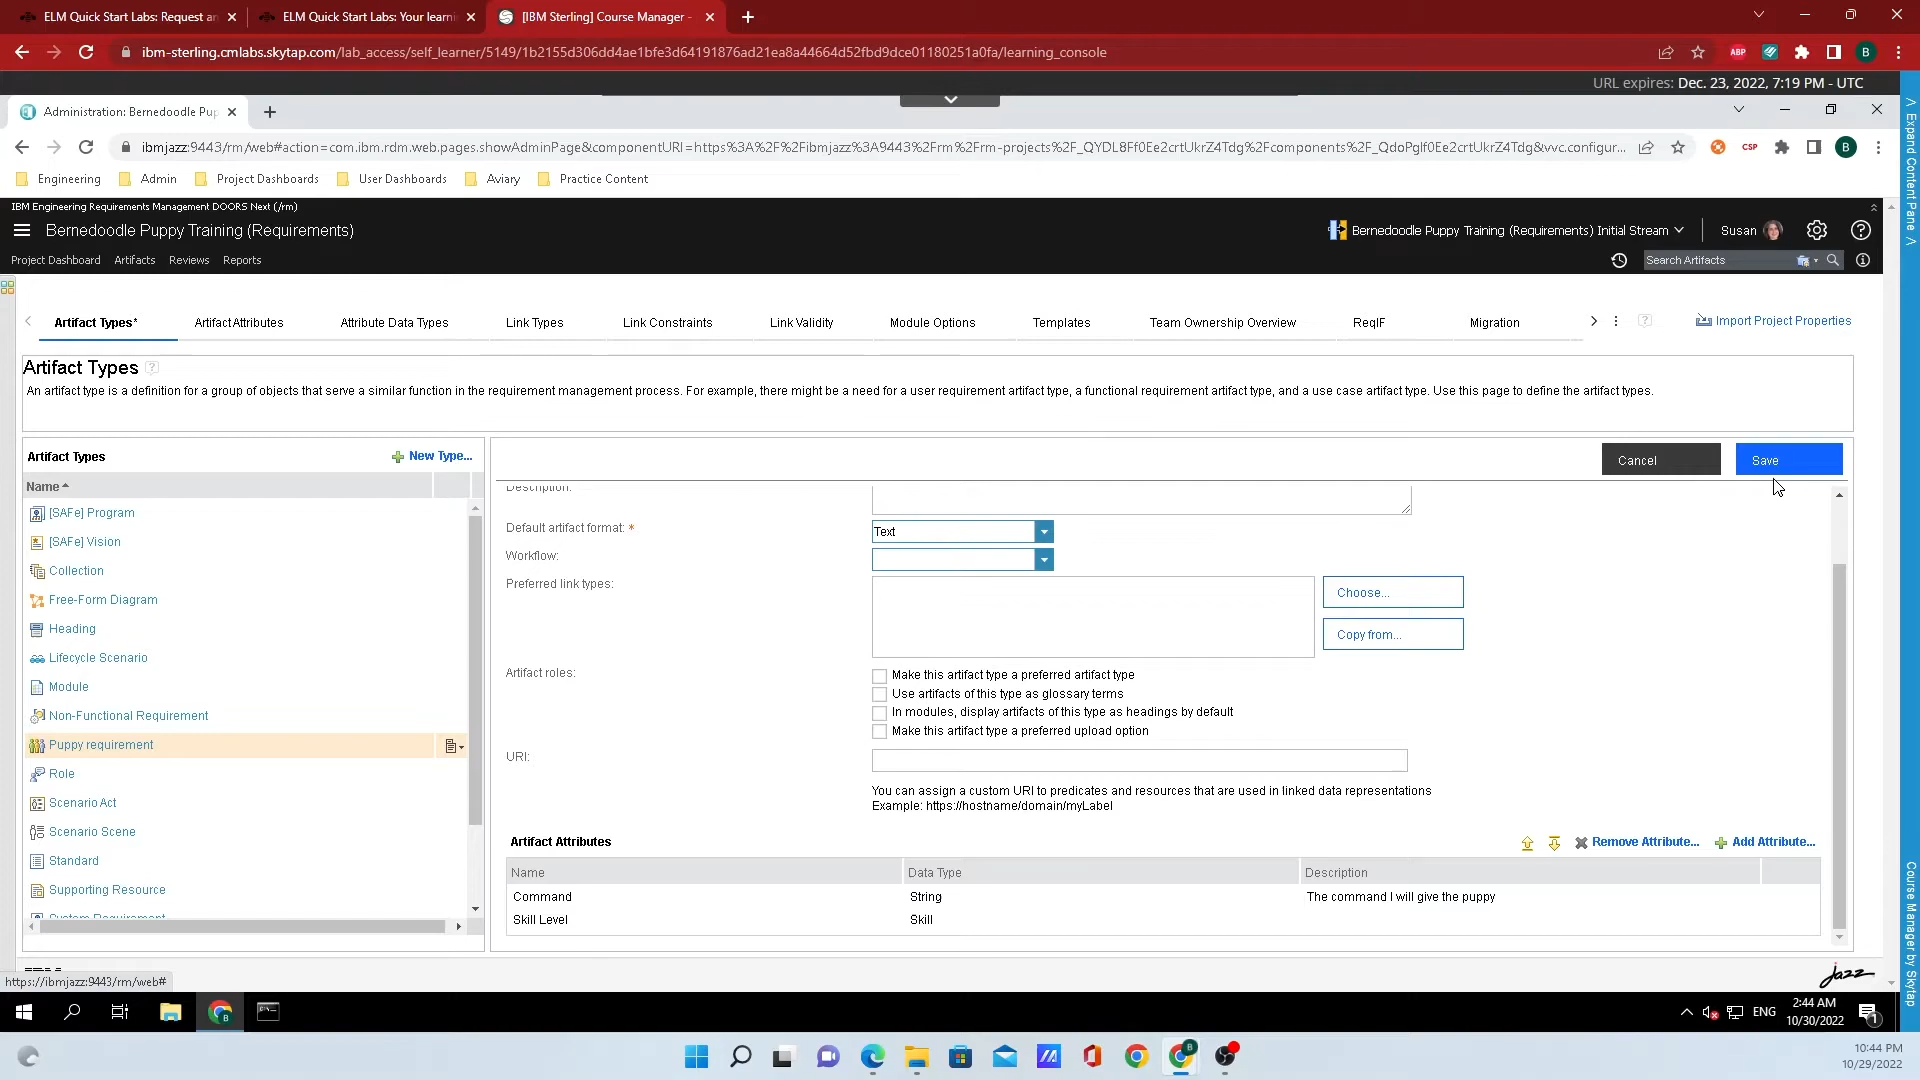 ELM Quick Start Labs: Request an
ELM Quick Start Labs: Your learni
[IBM Sterling] Course Manager -
ibm-sterling.cmlabs.skytap.com/lab_access/self_learner/5149/1b2155d306dd4ae1bfe3d64191876ad21ea8a44664d52fbd9dce01180251a0fa/learning_console
ABP
B
URL expires: Dec. 23, 2022, 7:19 PM - UTC
Administration: Bernedoodle Pup
ibmjazz:9443/rm/web#action=com.ibm.rdm.web.pages.showAdminPage&componentURI=https%3A%2F%2Fibmjazz%3A9443%2Frm%2Frm-projects%2F_QYDL8Ff0Ee2crtUkrZ4Tdg%2Fcomponents%2F_QdoPglf0Ee2crtUkrZ4Tdg&vvc.configur...
CSP
B
Engineering
Admin
Project Dashboards
User Dashboards
Aviary
Practice Content
< Expand Content Pane <
IBM Engineering Requirements Management DOORS Next (/rm)
Bernedoodle Puppy Training (Requirements)
Bernedoodle Puppy Training (Requirements) Initial Stream
Susan
Project Dashboard
Artifacts
Reviews
Reports
Search Artifacts
Artifact Types*
Artifact Attributes
Attribute Data Types
Link Types
Link Constraints
Link Validity
Module Options
Templates
Team Ownership Overview
ReqIF
Migration
Import Project Properties
Artifact Types
An artifact type is a definition for a group of objects that serve a similar function in the requirement management process. For example, there might be a need for a user requirement artifact type, a functional requirement artifact type, and a use case artifact type. Use this page to define the artifact types.
Artifact Types
New Type...
Name
[SAFe] Program
[SAFe] Vision
Collection
Free-Form Diagram
Heading
Lifecycle Scenario
Module
Non-Functional Requirement
Puppy requirement
Role
Scenario Act
Scenario Scene
Standard
Supporting Resource
System Requirement
Cancel
Save
Description:
Default artifact format: *
Text
Workflow:
Preferred link types:
Choose...
Copy from...
Artifact roles:
Make this artifact type a preferred artifact type
Use artifacts of this type as glossary terms
In modules, display artifacts of this type as headings by default
Make this artifact type a preferred upload option
URI:
You can assign a custom URI to predicates and resources that are used in linked data representations
Example: https://hostname/domain/myLabel
Artifact Attributes
Remove Attribute...
Add Attribute...
Name
Data Type
Description
Command
String
The command I will give the puppy
Skill Level
Skill
Course Manager by Skytap
https://ibmjazz:9443/rm/web#
Jazz
ENG
2:44 AM
10/30/2022
1
10:44 PM
10/29/2022